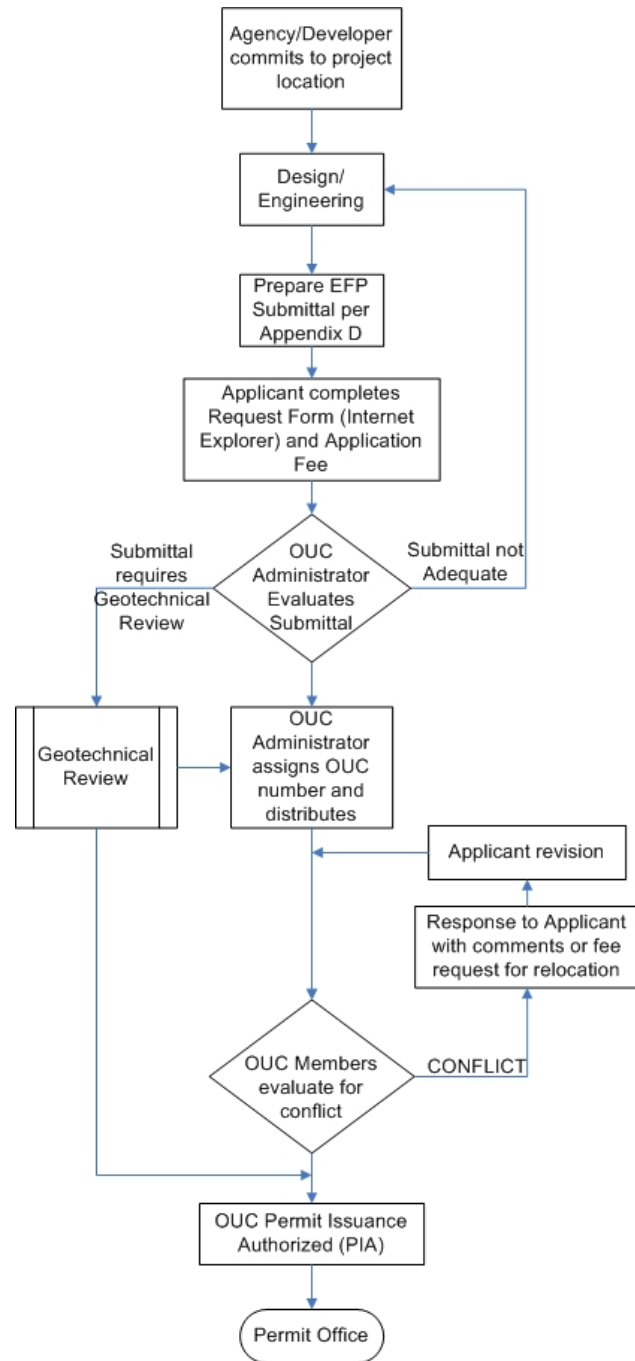 Agency/Developer
commits to project
location
Design/
Engineering
Prepare EFP
Submittal per
Appendix D
Applicant completes
Request Form (Internet
Explorer) and Application
Fee
Submittal
requires
Geotechnical
Review
OUC
Administrator
Evaluates
Submittal
Submittal not
Adequate
Geotechnical
Review
OUC
Administrator
assigns OUC
number and
distributes
Applicant revision
Response to Applicant
with comments or fee
request for relocation
OUC Members
evaluate for
conflict
CONFLICT
OUC Permit Issuance
Authorized (PIA)
Permit Office